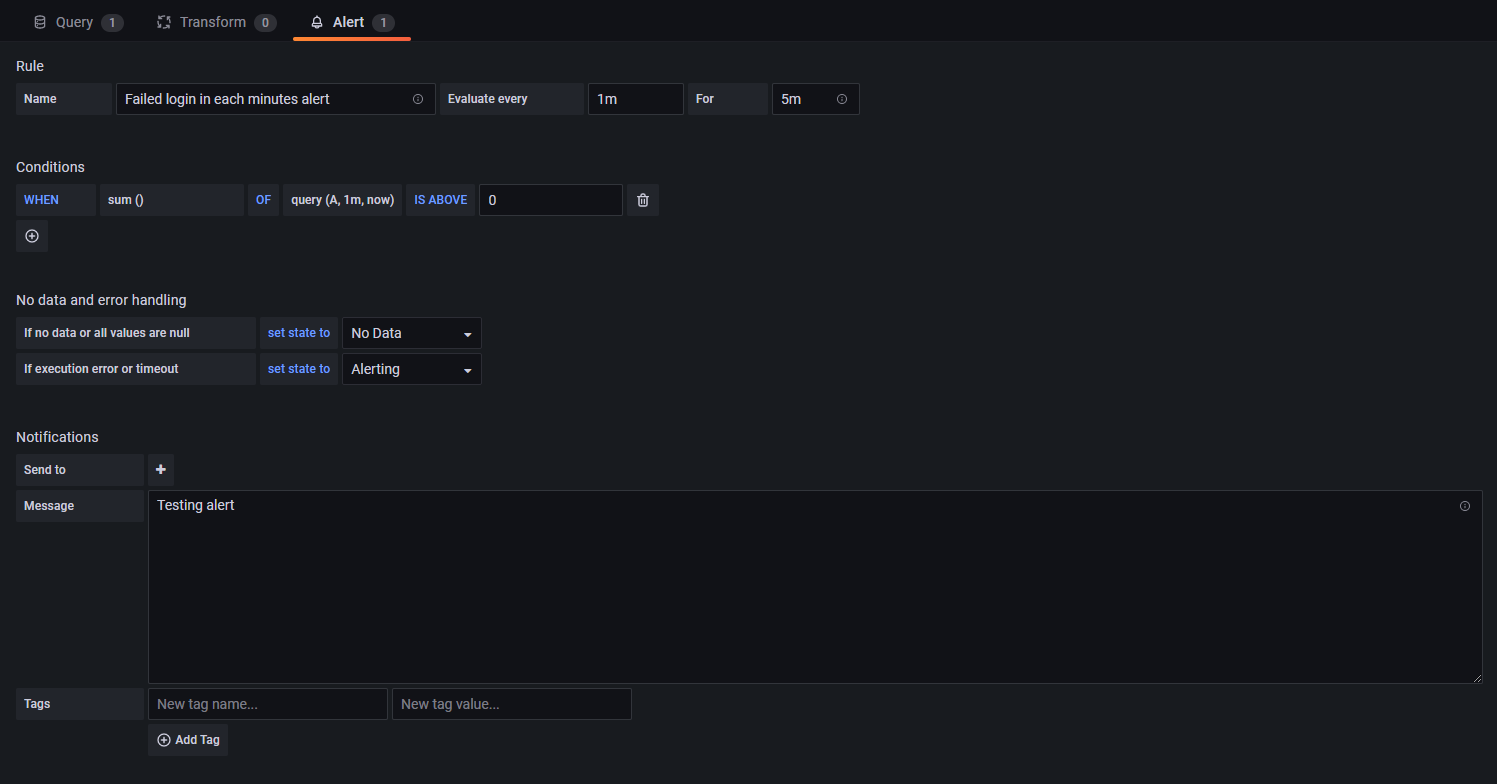 Query 1 Transform 0 Alert 1
Rule
Name Failed login in each minutes alert Evaluate every 1m For 5m
Conditions
WHEN sum () OF query (A, 1m, now) IS ABOVE 0
No data and error handling
If no data or all values are null set state to No Data
If execution error or timeout set state to Alerting
Notifications
Send to
Message Testing alert
Tags New tag name... New tag value...
Add Tag